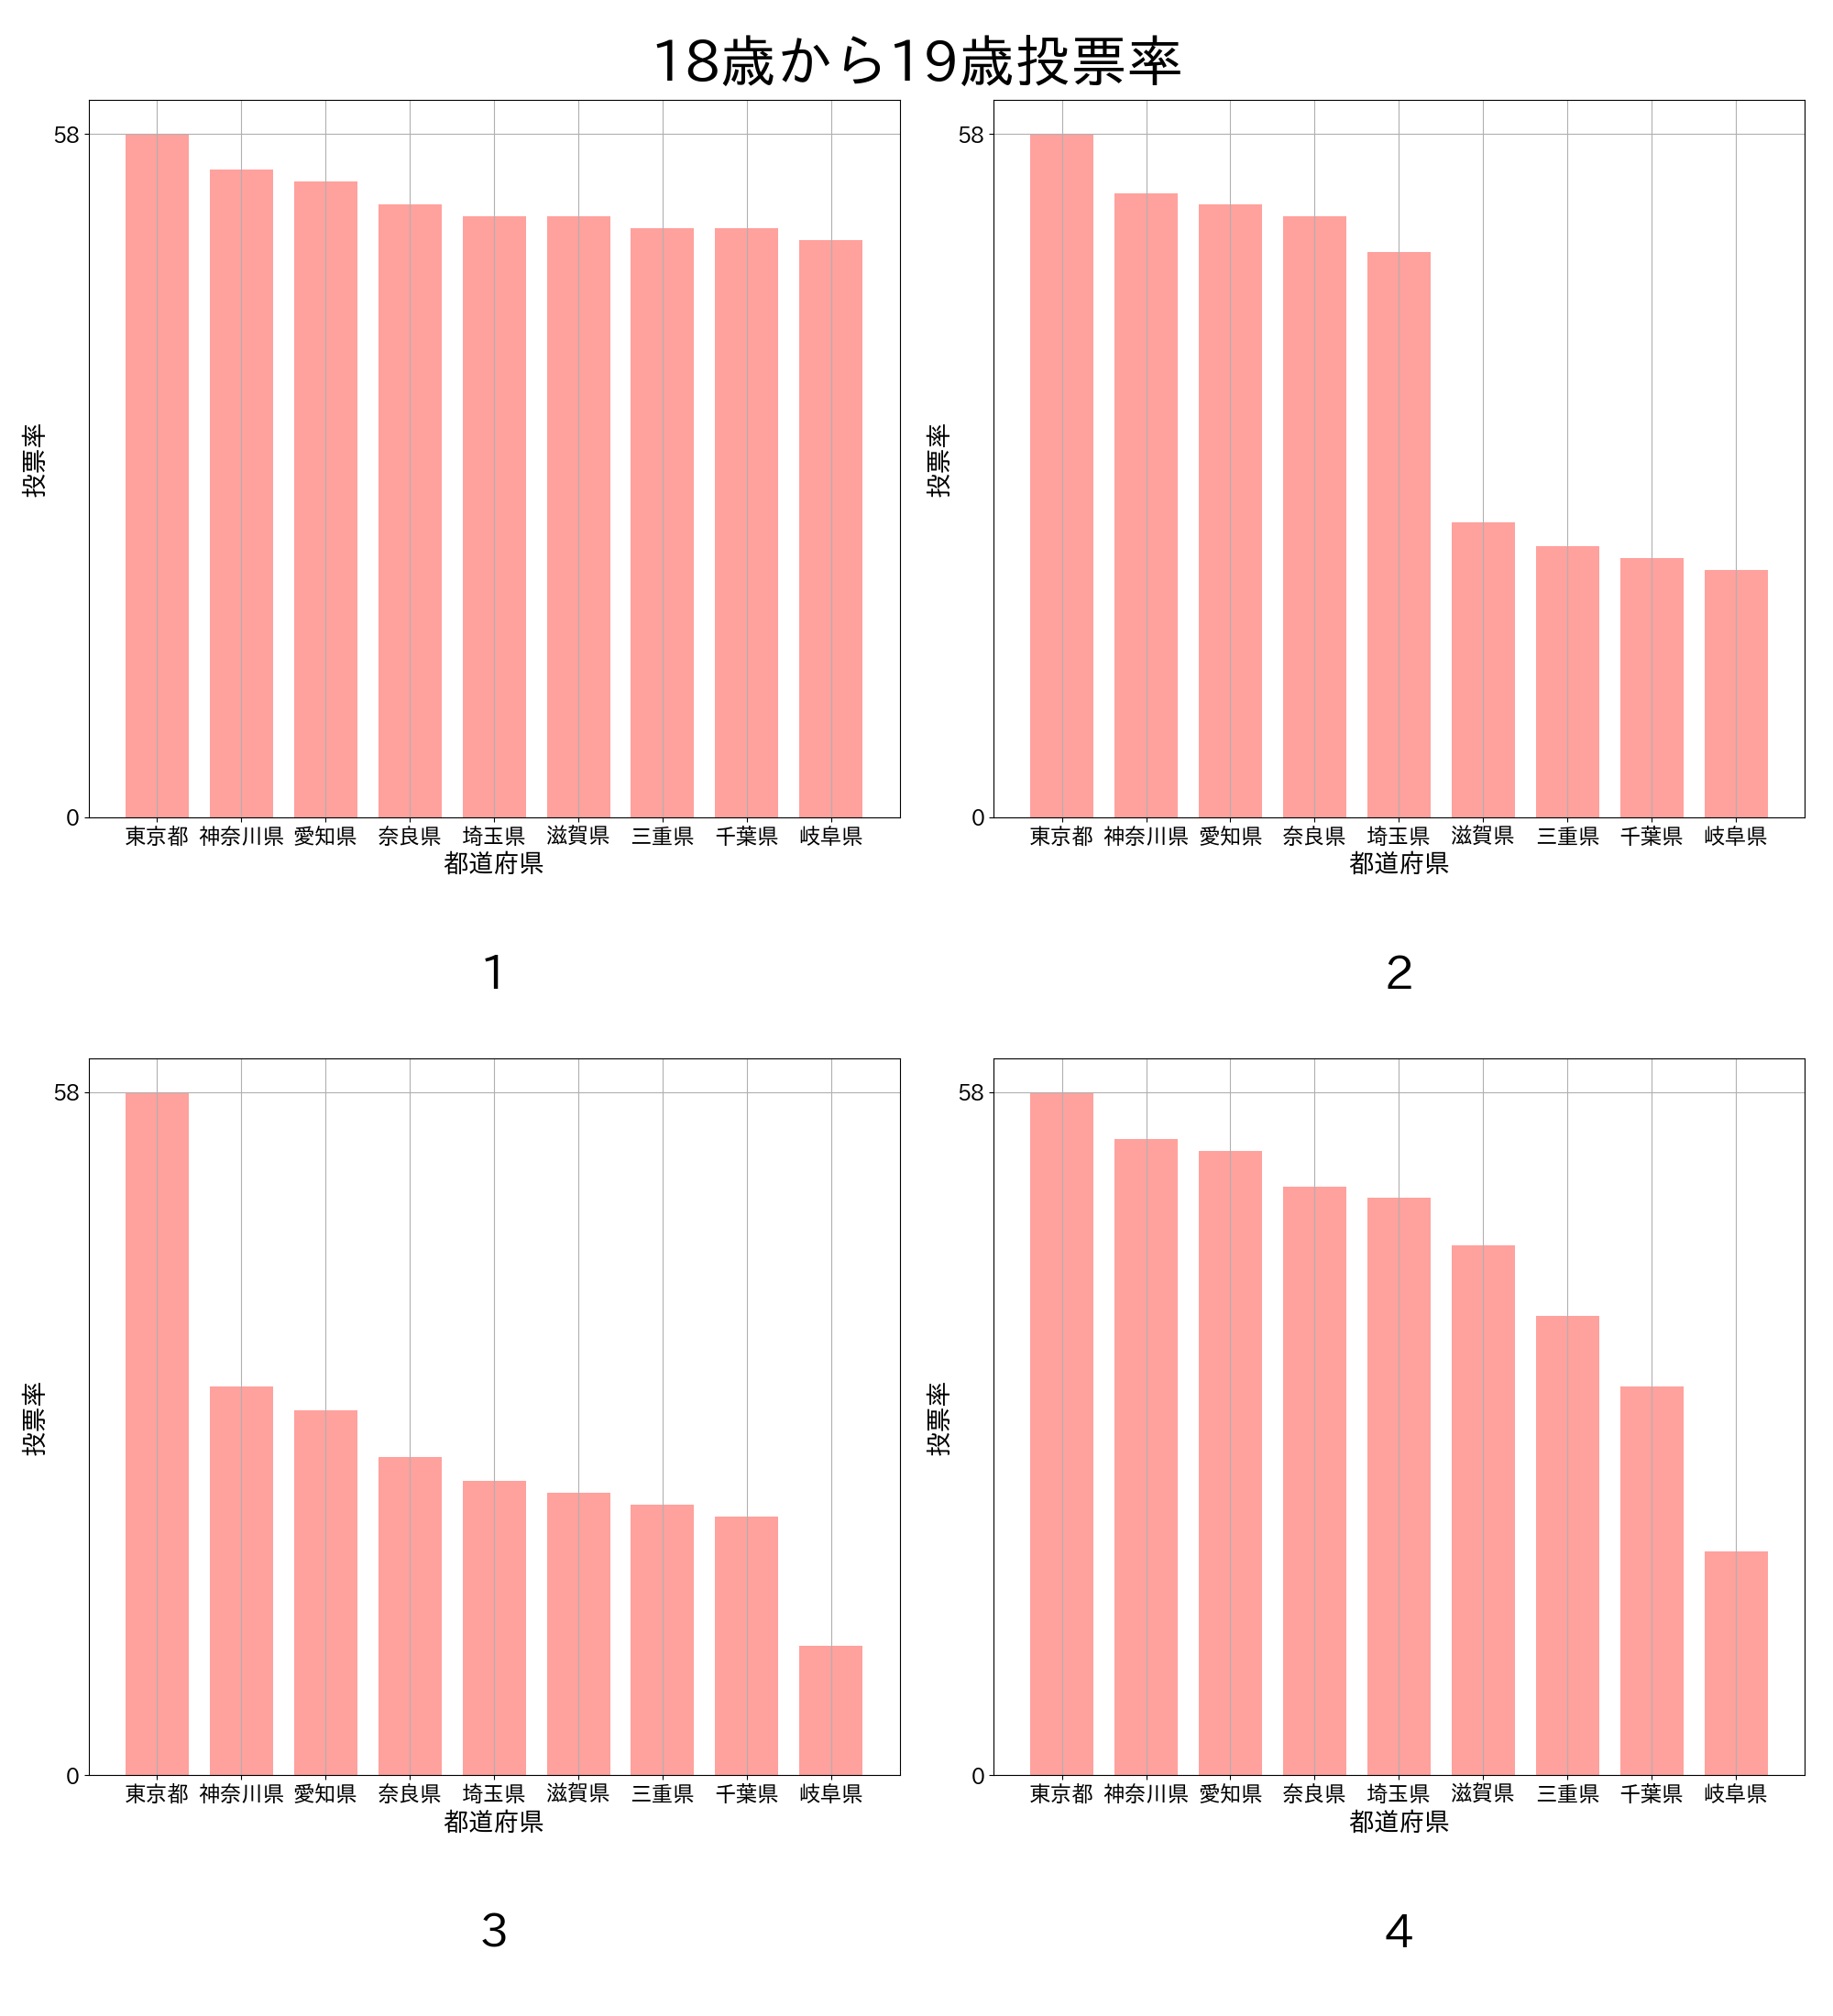 18歳から19歳投票率
58
0
投票率
東京都 神奈川県 愛知県 奈良県 埼玉県 滋賀県 三重県 千葉県 岐阜県
都道府県
1
58
0
投票率
東京都 神奈川県 愛知県 奈良県 埼玉県 滋賀県 三重県 千葉県 岐阜県
都道府県
2
58
0
投票率
東京都 神奈川県 愛知県 奈良県 埼玉県 滋賀県 三重県 千葉県 岐阜県
都道府県
3
58
0
投票率
東京都 神奈川県 愛知県 奈良県 埼玉県 滋賀県 三重県 千葉県 岐阜県
都道府県
4